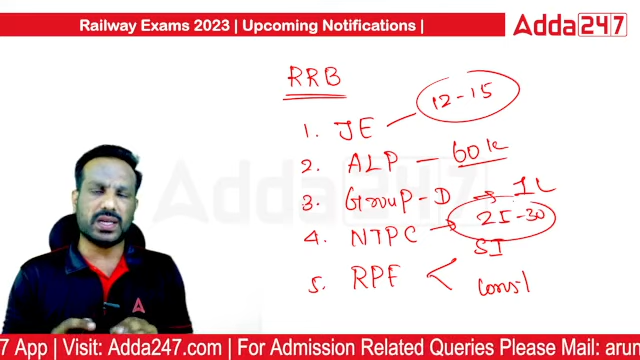 Railway Exams 2023 | Upcoming Notifications |
Adda247
Adda247
RRB
1. JE — 12-15
2. ALP — 60k
3. Group-D → 1L
4. NTPC → 25-30
5. RPF < SI
Const
7 App | Visit: Adda247.com | For Admission Related Queries Please Mail: arun